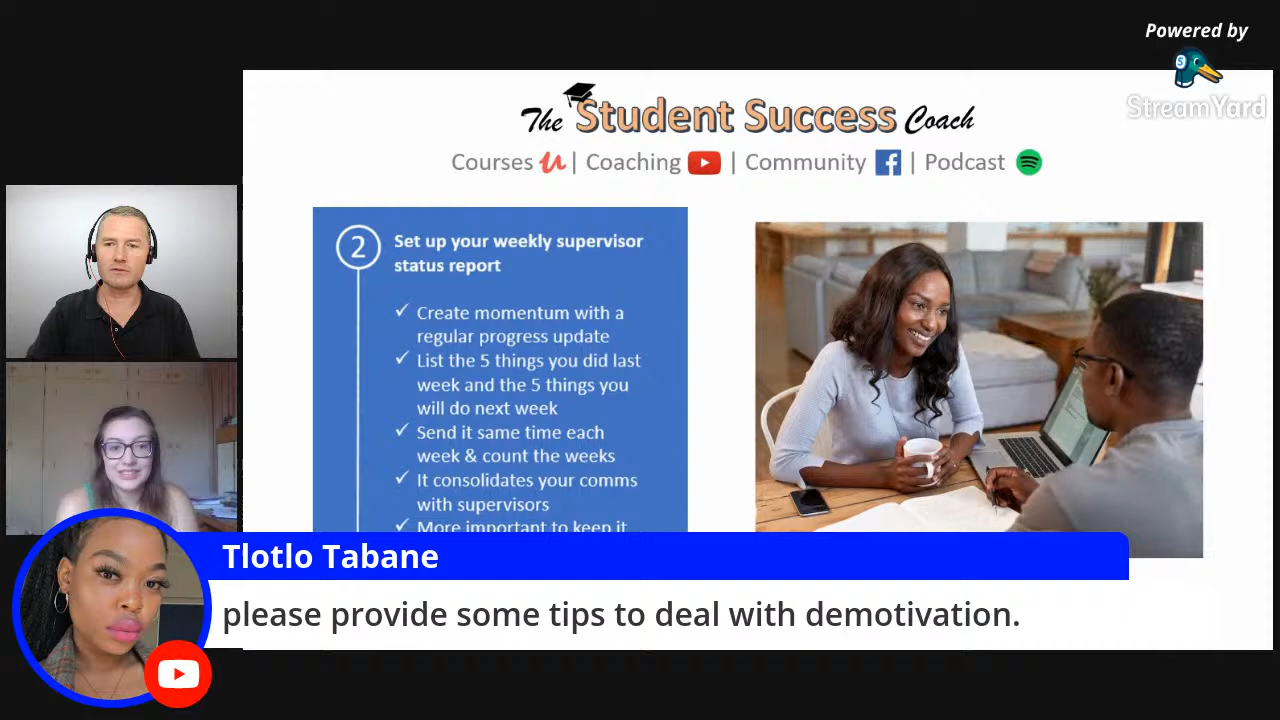 Powered by
StreamYard
The Student Success Coach
Courses | Coaching | Community | Podcast
2
Set up your weekly supervisor
status report
✓ Create momentum with a
regular progress update
✓ List the 5 things you did last
week and the 5 things you
will do next week
✓ Send it same time each
week & count the weeks
✓ It consolidates your comms
with supervisors
✓ More important to keep it
Tlotlo Tabane
please provide some tips to deal with demotivation.